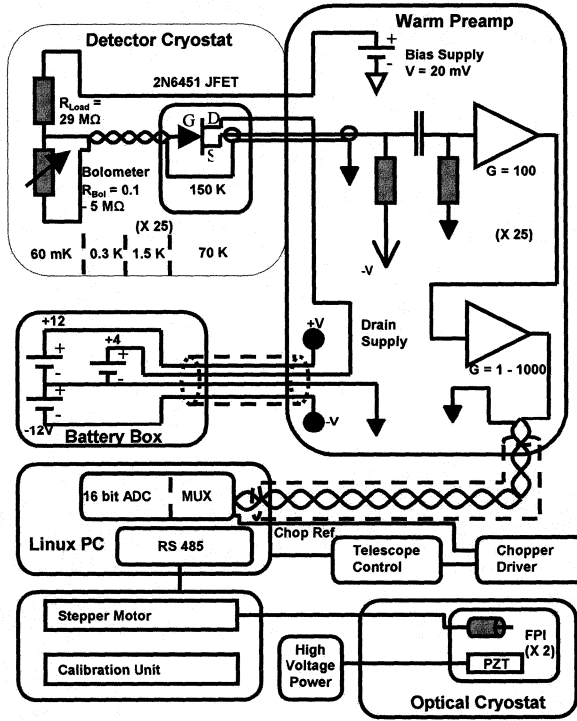 Warm Preamp
Detector Cryostat
+
-
Bias Supply
V = 20 mV
2N6451 JFET
RLoad =
29 MΩ
G
D
S
Bolometer
RBol = 0.1
- 5 MΩ
150 K
G = 100
(X 25)
(X 25)
60 mK
0.3 K
1.5 K
70 K
-V
+12
+4
+
+
-
-
+
-
-12V
Battery Box
+V
-V
Drain
Supply
G = 1 - 1000
16 bit ADC
MUX
Linux PC
RS 485
Chop Ref
Telescope
Control
Chopper
Driver
Stepper Motor
Calibration Unit
High
Voltage
Power
FPI
(X 2)
PZT
Optical Cryostat